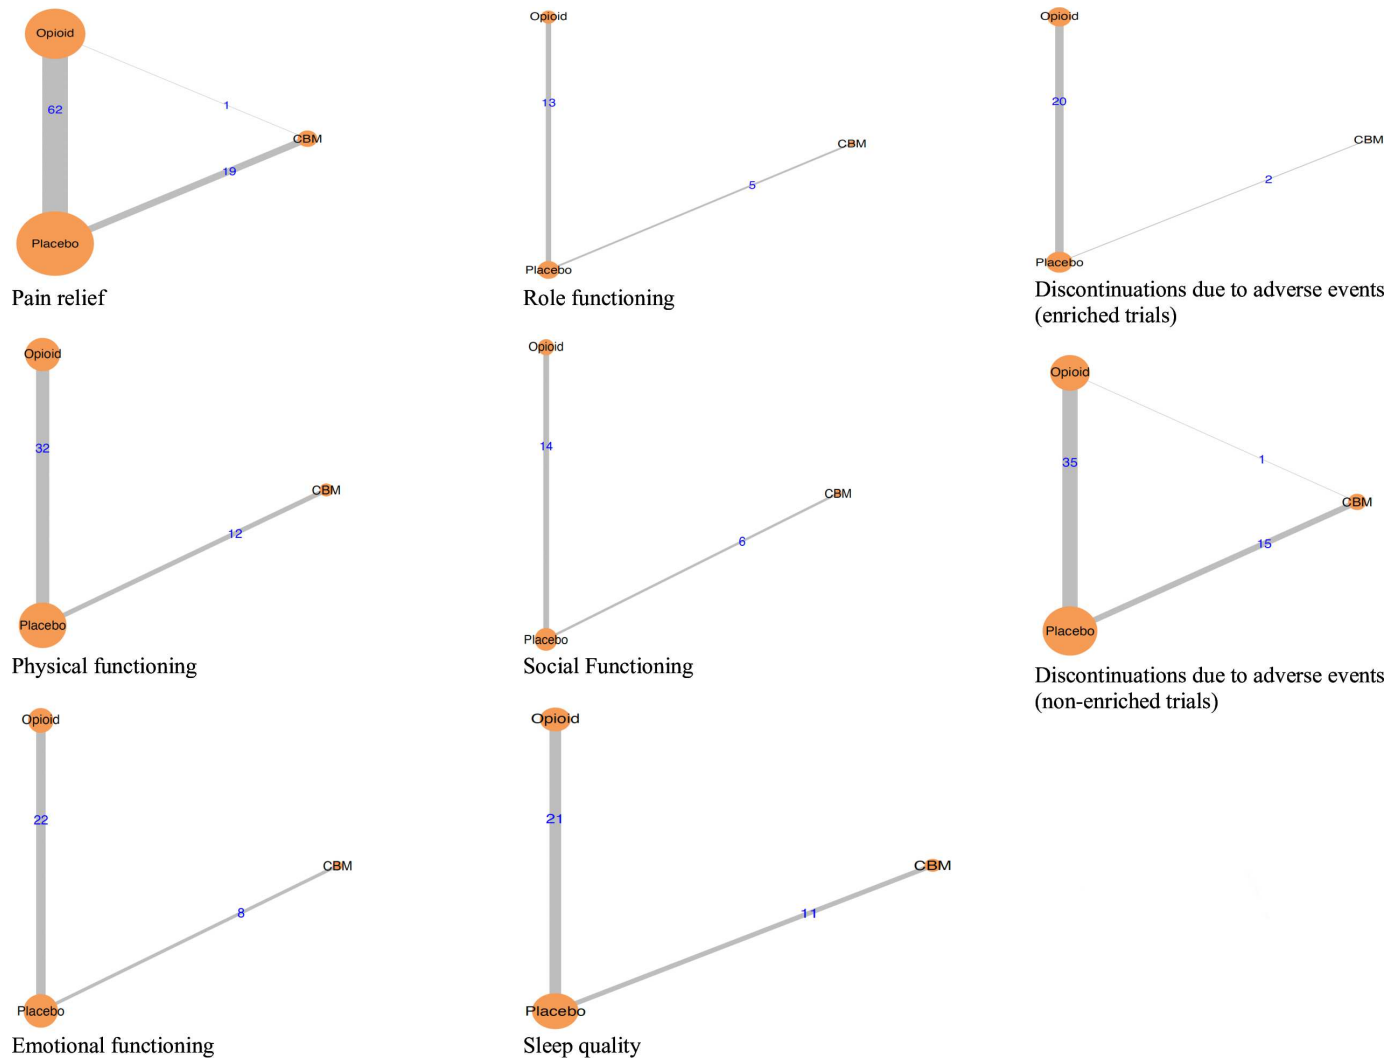 Opioid
62
1
CBM
19
Placebo
Pain relief
Opioid
13
CBM
5
Placebo
Role functioning
Opioid
20
CBM
2
Placebo
Discontinuations due to adverse events
(enriched trials)
Opioid
32
CBM
12
Placebo
Physical functioning
Opioid
14
CBM
6
Placebo
Social Functioning
Opioid
35
1
CBM
15
Placebo
Discontinuations due to adverse events
(non-enriched trials)
Opioid
22
CBM
8
Placebo
Emotional functioning
Opioid
21
CBM
11
Placebo
Sleep quality